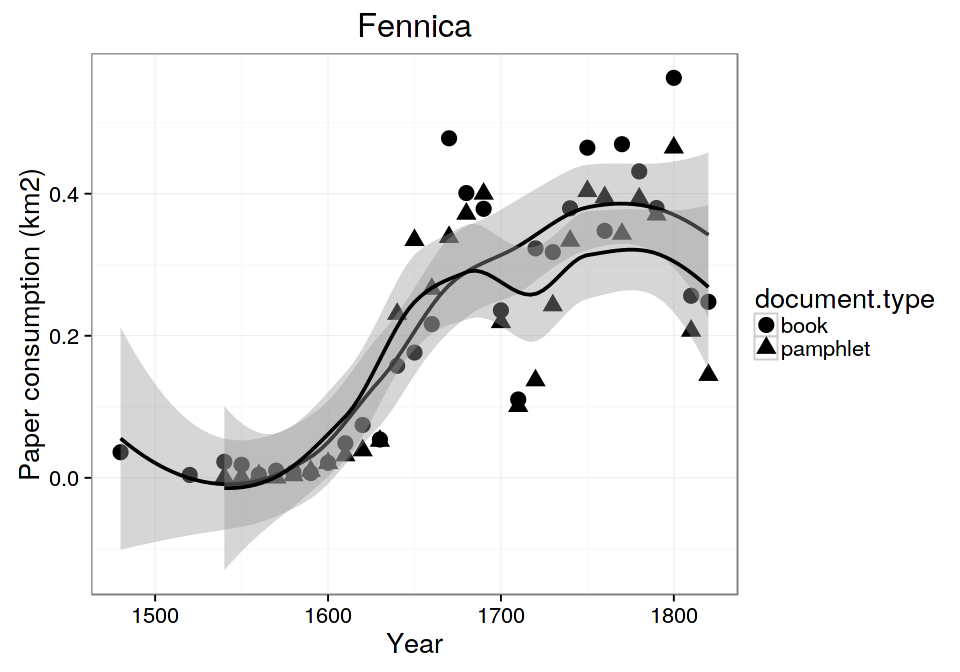 Fennica
Paper consumption (km2)
0.4
0.2
0.0
1500 1600 1700 1800
Year
document.type
book
pamphlet